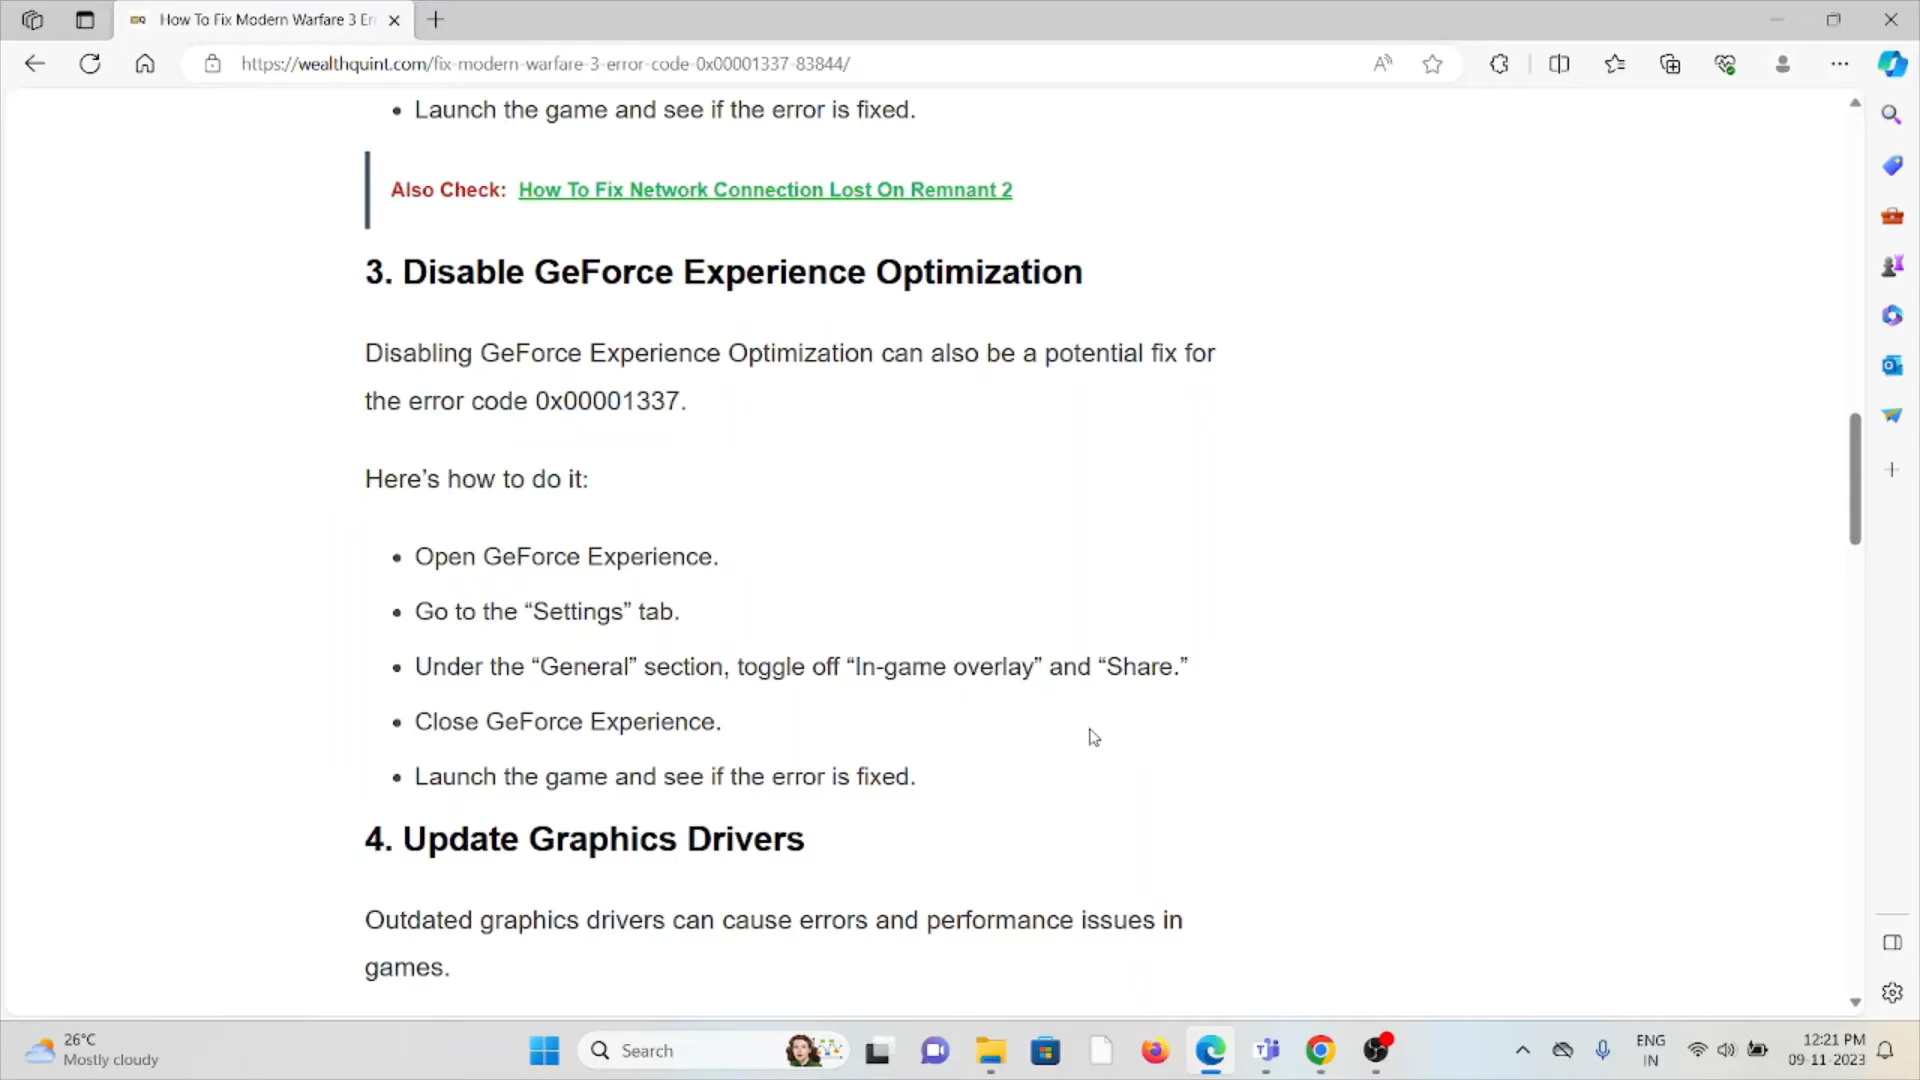 How To Fix Modern Warfare 3 Er
https://wealthquint.com/fix-modern-warfare-3-error-code-0x00001337-83844/
• Launch the game and see if the error is fixed.
Also Check: How To Fix Network Connection Lost On Remnant 2
3. Disable GeForce Experience Optimization
Disabling GeForce Experience Optimization can also be a potential fix for
the error code 0x00001337.
Here’s how to do it:
• Open GeForce Experience.
• Go to the “Settings” tab.
• Under the “General” section, toggle off “In-game overlay” and “Share.”
• Close GeForce Experience.
• Launch the game and see if the error is fixed.
4. Update Graphics Drivers
Outdated graphics drivers can cause errors and performance issues in
games.
26°C
Mostly cloudy
Search
ENG
IN
12:21 PM
09-11-2023